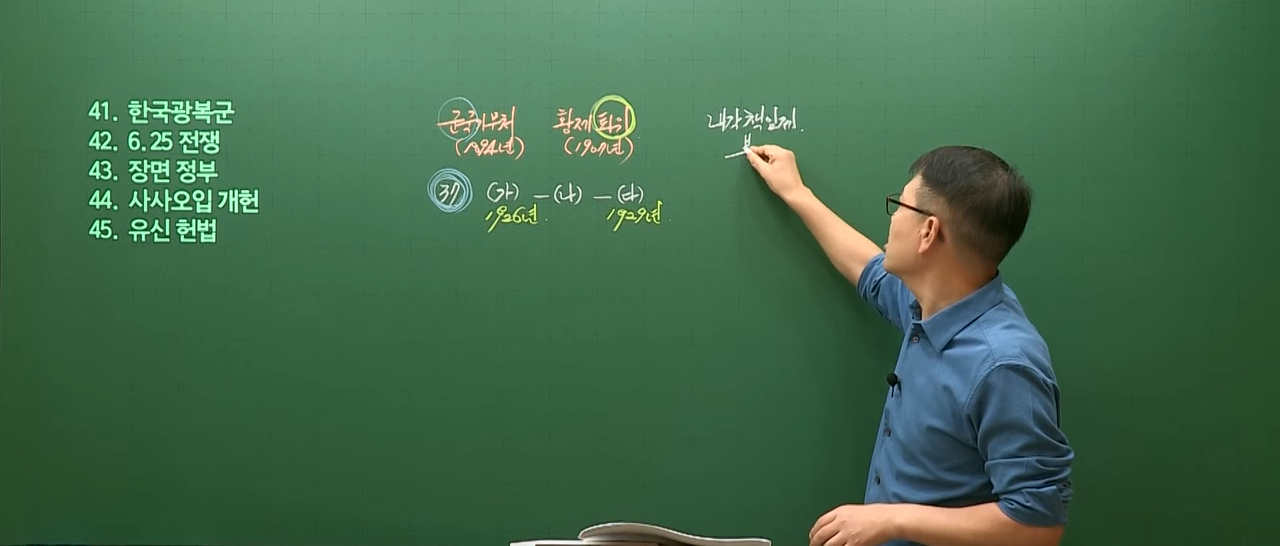 41. 한국광복군
42. 6.25 전쟁
43. 장면 정부
44. 사사오입 개헌
45. 유신 헌법
군국기무처 황제 퇴위 내각책임제.
(1894년) (1907년)
37 (가) - (나) - (다)
1926년. 1929년.